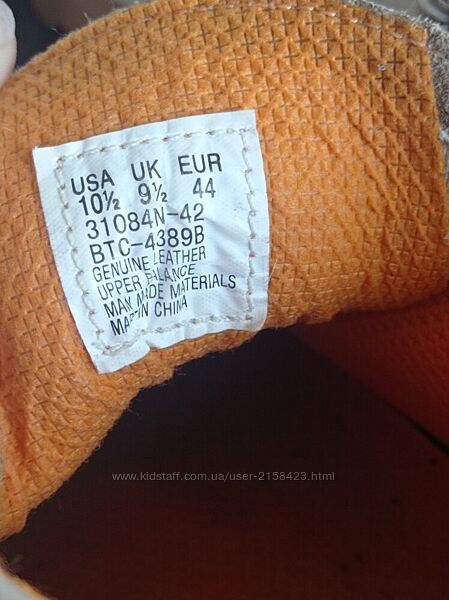 USA UK EUR
10½ 9½ 44
31084N-42
BTC-4389B
GENUINE LEATHER
UPPER BALANCE
MAN MADE MATERIALS
MADE IN CHINA
www.kidstaff.com.ua/user-2158423.html